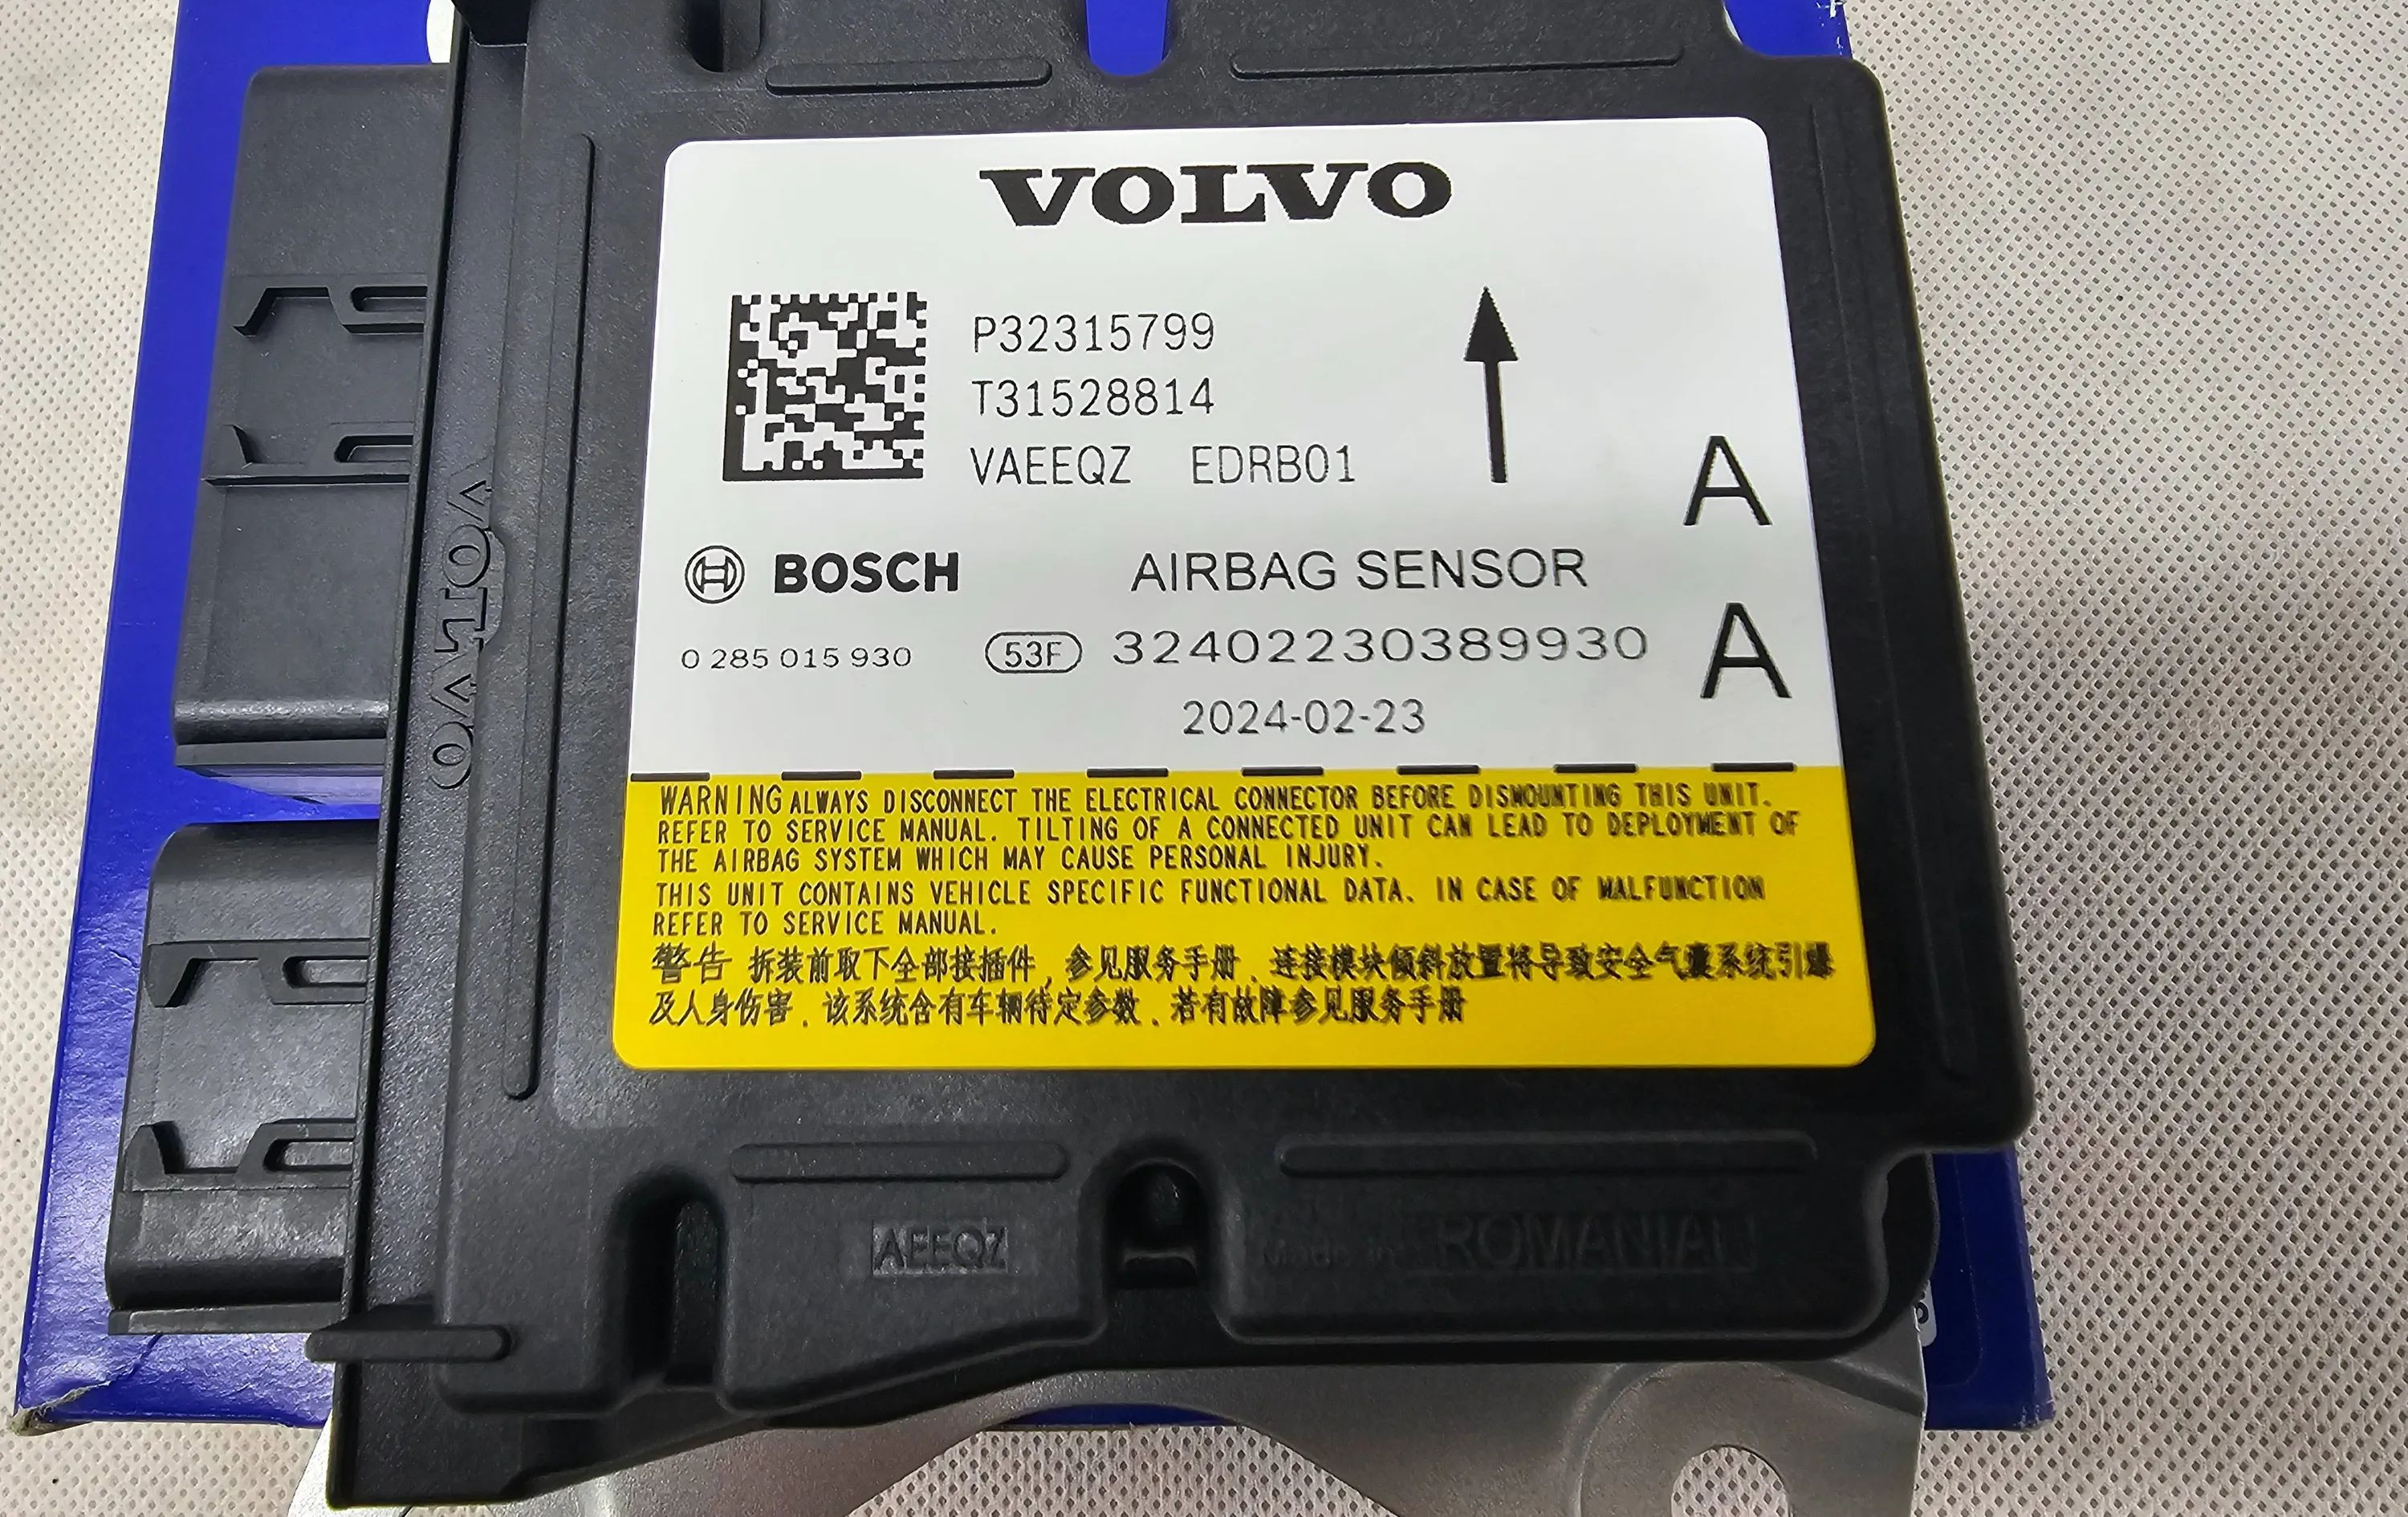 VOLVO
P32315799
T31528814
VAEEQZ EDRB01
A
BOSCH
AIRBAG SENSOR
0 285 015 930
53F
32402230389930
A
2024-02-23
WARNING ALWAYS DISCONNECT THE ELECTRICAL CONNECTOR BEFORE DISMOUNTING THIS UNIT.
REFER TO SERVICE MANUAL. TILTING OF A CONNECTED UNIT CAN LEAD TO DEPLOYMENT OF
THE AIRBAG SYSTEM WHICH MAY CAUSE PERSONAL INJURY.
THIS UNIT CONTAINS VEHICLE SPECIFIC FUNCTIONAL DATA. IN CASE OF MALFUNCTION
REFER TO SERVICE MANUAL.
警告 拆装前取下全部接插件，参见服务手册．连接模块倾斜放置将导致安全气囊系统引爆
及人身伤害．该系统含有车辆待定参数．若有故障参见服务手册
VOLVO
AEEQZ
Made in ROMANIA